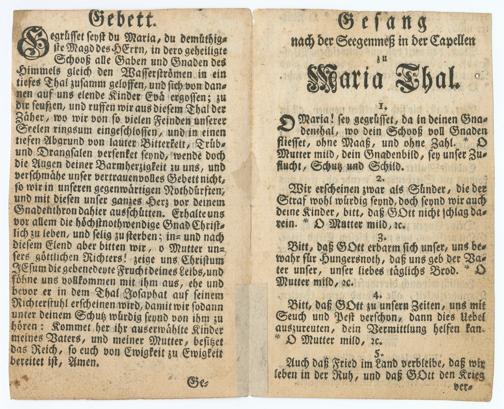 Gebett.
Gegrüsset seyst du Maria, du demüthig-
ste Magd des HErrn, in dero geheiligte
Schooß alle Gaben und Gnaden des
Himmels gleich den Wasserströmen in ein
tiefes Thal zusamm geloffen, und sich von dan-
nen auf uns elende Kinder Evä ergossen; zu
dir seufzen, und ruffen wir aus diesem Thal der
Zäher, wo wir von so vielen Feinden unserer
Seelen ringsum eingeschlossen, und in einen
tiefen Abgrund von lauter Bitterkeit, Trüb-
und Drangsalen versenket seynd, wende doch
die Augen deiner Barmherzigkeit zu uns, und
verschmähe unser vertrauenvolles Gebett nicht,
so wir in unseren gegenwärtigen Nothdürften,
und mit diesen unser ganzes Herz vor deinem
Gnadenthron dahier ausschütten. Erhalte uns
vor allem die höchstnothwendige Gnad Christ-
lich zu leben, und selig zu sterben; in- und nach
diesem Elend aber bitten wir, o Mutter un-
sers göttlichen Richters! zeige uns Christum
JEsum die gebenedeyte Frucht deines Leibs, und
söhne uns vollkommen mit ihm aus, ehe und
bevor er in dem Thal Josaphat auf seinem
Richterstuhl erscheinen wird, damit wir sodann
unter deinem Schutz würdig seynd von ihm zu
hören: Kommet her ihr auserwählte Kinder
meines Vaters, und meiner Mutter, besitzet
das Reich, so euch von Ewigkeit zu Ewigkeit
bereitet ist, Amen.
Ge-
Gesang
nach der Seegenmeß in der Capellen
zu
Maria Thal.
1.
O Maria! sey gegrüsset, da in deinen Gna-
denthal, wo dein Schooß voll Gnaden
fliesset, ohne Maaß, und ohne Zahl. * O
Mutter mild, dein Gnadenbild, sey unser Zu-
flucht, Schutz und Schild.
2.
Wir erscheinen zwar als Sünder, die der
Straf wohl würdig seynd, doch seynd wir auch
deine Kinder, bitt, daß GOtt nicht schlag da-
rein. * O Mutter mild, ꝛc.
3.
Bitt, daß GOtt erbarm sich unser, uns be-
wahr für Hungersnoth, daß uns geb der Va-
ter unser, unser liebes täglichs Brod. * O
Mutter mild, ꝛc.
4.
Bitt, daß GOtt zu unsern Zeiten, uns mit
Seuch und Pest verschon, dann dies Uebel
auszureuten, dein Vermittlung helfen kan.
* O Mutter mild, ꝛc.
5.
Auch daß Fried im Land verbleibe, daß wir
leben in der Ruh, und daß GOtt den Krieg
ver-